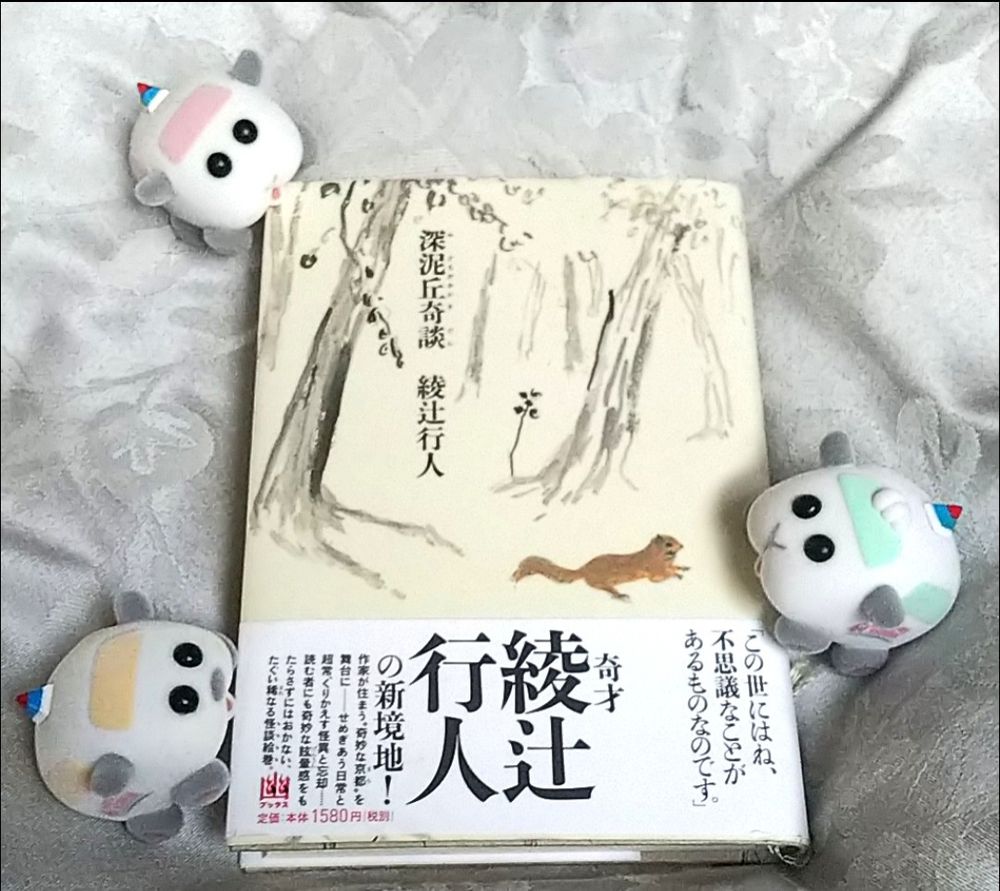 深泥丘奇談 綾辻行人
「この世にはね、
不思議なことが
あるものなのです」。
奇才
綾辻
行人
の新境地！
作家が住まう“奇妙な京都”を
舞台に——せめぎあう日常と
超常、くりかえす怪異と忘却……
読む者にも奇妙な眩暈感をも
たらさずにはおかない、
たぐい稀なる怪談絵巻。
幽
ブックス
定価:本体1580円(税別)